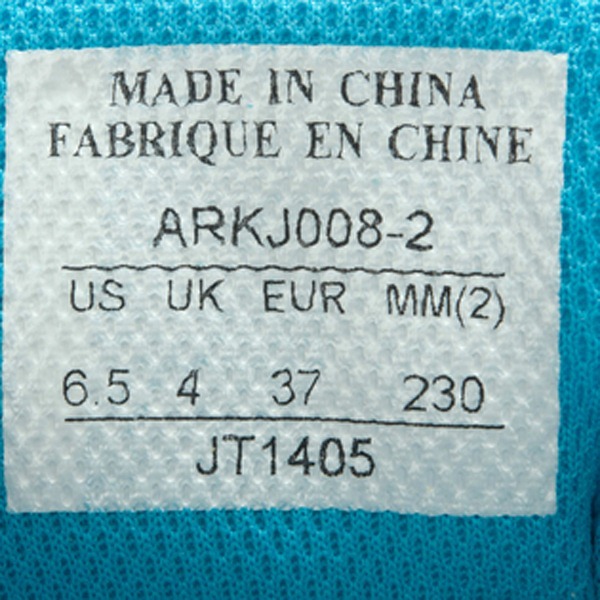 MADE IN CHINA
FABRIQUE EN CHINE
ARKJ008-2
US UK EUR MM(2)
6.5 4 37 230
JT1405